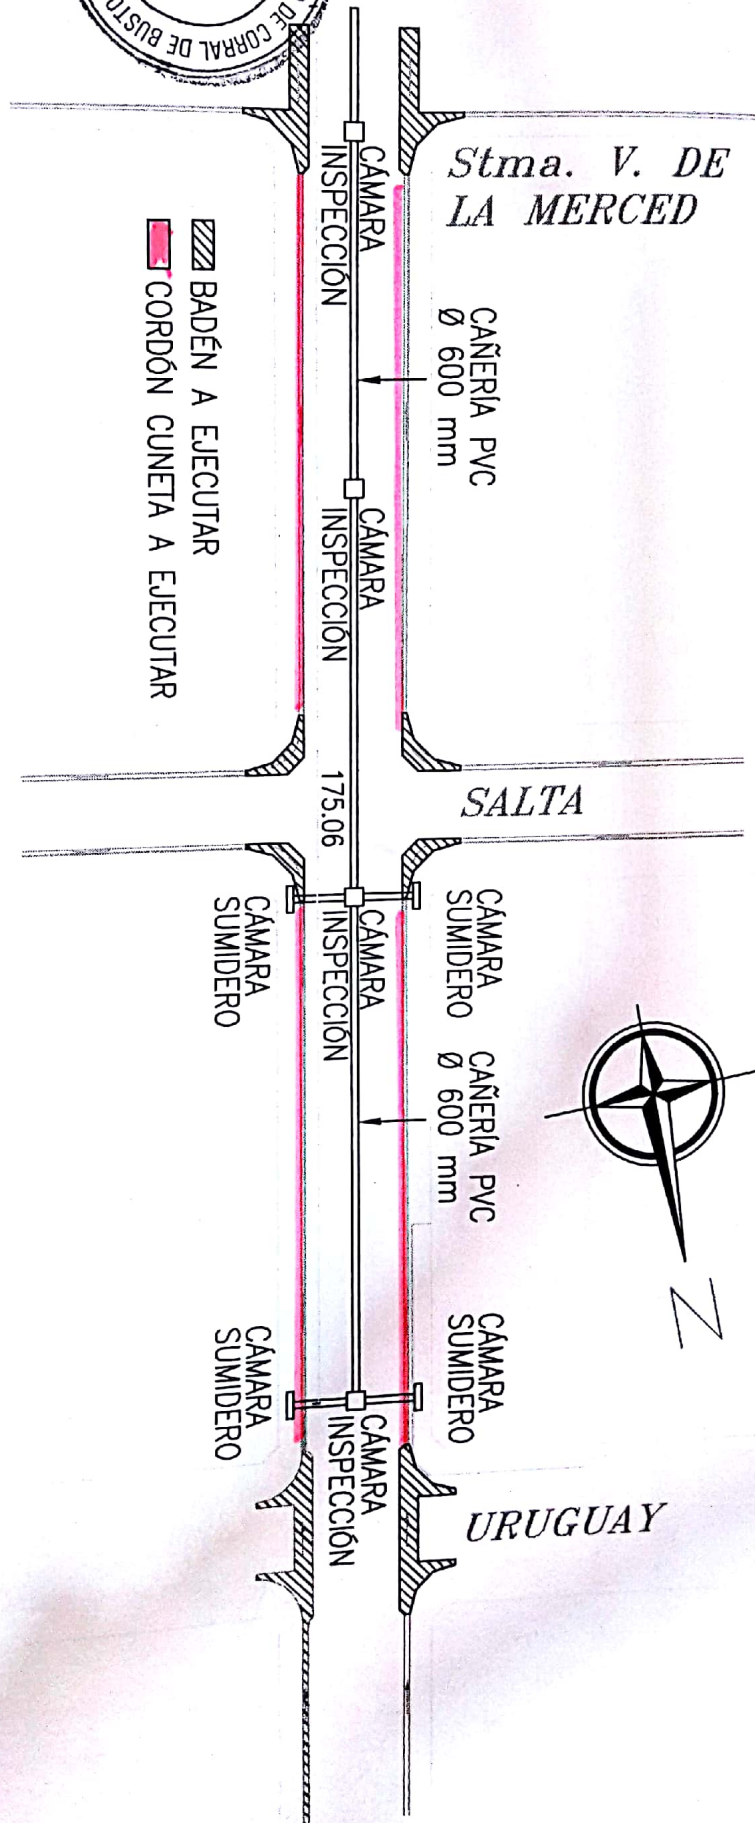 DE CORRAL DE BUSTO
Stma. V. DE
LA MERCED
CÁMARA
INSPECCIÓN
CAÑERÍA PVC
Ø 600 mm
BADÉN A EJECUTAR
CORDÓN CUNETA A EJECUTAR
CÁMARA
INSPECCIÓN
175.06
SALTA
CÁMARA
SUMIDERO
CÁMARA
INSPECCIÓN
CÁMARA
SUMIDERO
CAÑERÍA PVC
Ø 600 mm
N
CÁMARA
SUMIDERO
CÁMARA
SUMIDERO
CÁMARA
INSPECCIÓN
URUGUAY